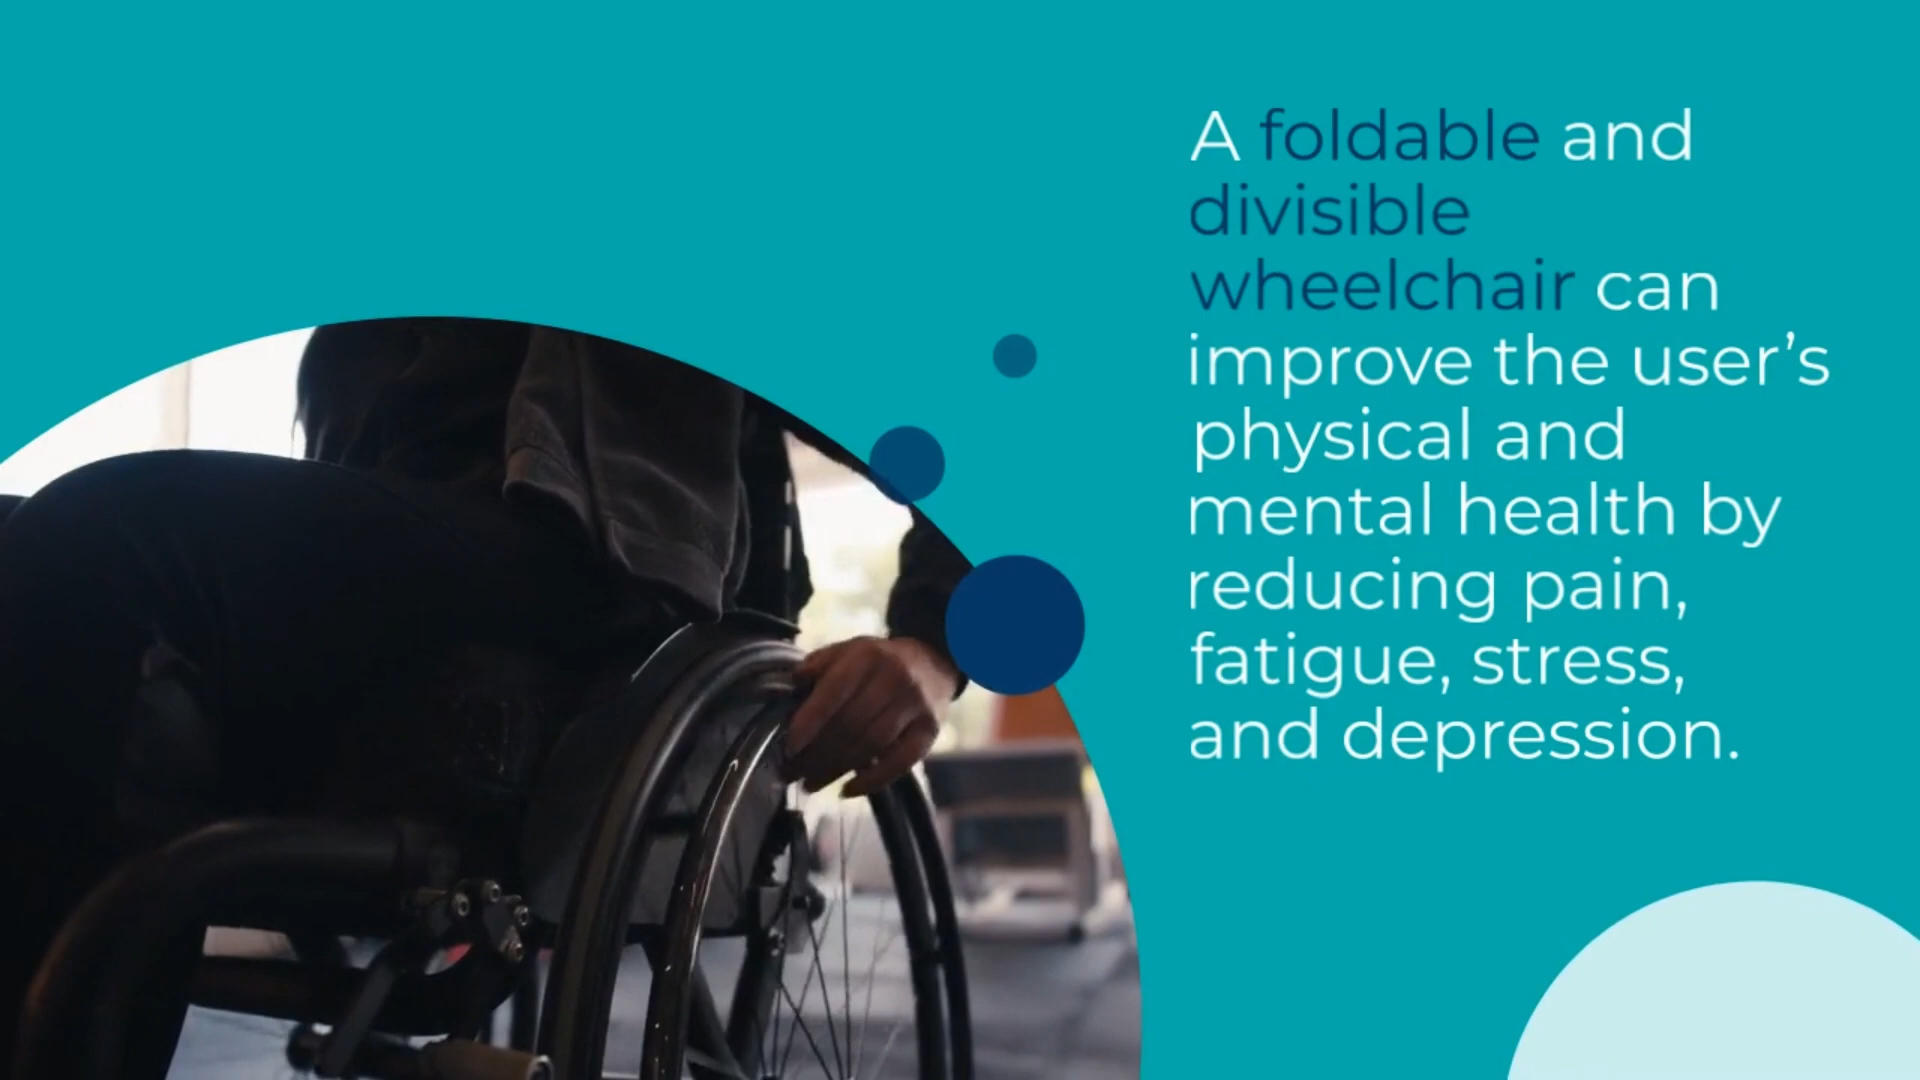 A foldable and
divisible
wheelchair can
improve the user’s
physical and
mental health by
reducing pain,
fatigue, stress,
and depression.